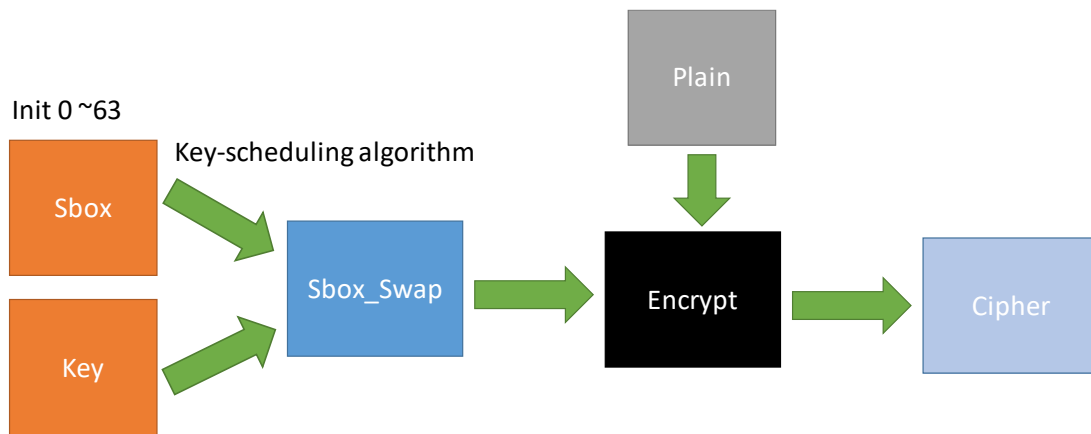 Plain
Init 0 ~63
Key-scheduling algorithm
Sbox
Sbox_Swap
Encrypt
Cipher
Key